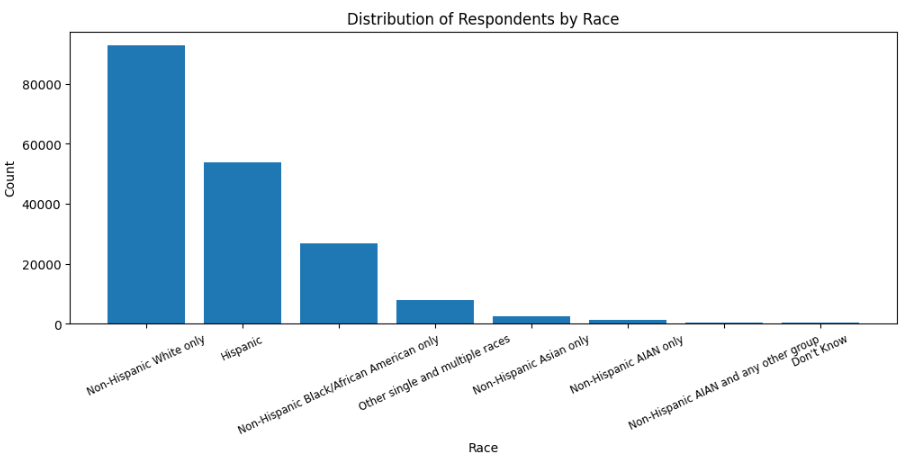 Distribution of Respondents by Race
Count
80000
60000
40000
20000
0
Non-Hispanic White only
Hispanic
Non-Hispanic Black/African American only
Other single and multiple races
Non-Hispanic Asian only
Non-Hispanic AIAN only
Non-Hispanic AIAN and any other group
Don't Know
Race